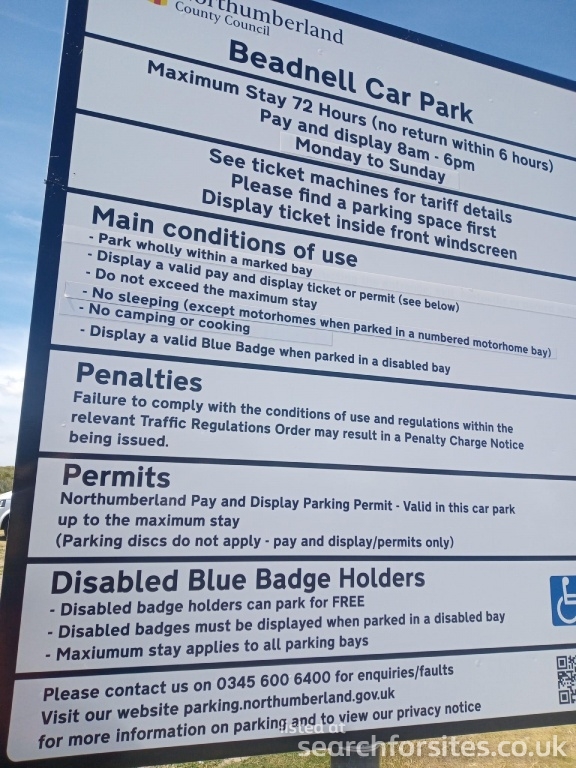 Northumberland
County Council
Beadnell Car Park
Maximum Stay 72 Hours (no return within 6 hours)
Pay and display 8am - 6pm
Monday to Sunday
See ticket machines for tariff details
Please find a parking space first
Display ticket inside front windscreen
Main conditions of use
- Park wholly within a marked bay
- Display a valid pay and display ticket or permit (see below)
- Do not exceed the maximum stay
- No sleeping (except motorhomes when parked in a numbered motorhome bay)
- No camping or cooking
- Display a valid Blue Badge when parked in a disabled bay
Penalties
Failure to comply with the conditions of use and regulations within the
relevant Traffic Regulations Order may result in a Penalty Charge Notice
being issued.
Permits
Northumberland Pay and Display Parking Permit - Valid in this car park
up to the maximum stay
(Parking discs do not apply - pay and display/permits only)
Disabled Blue Badge Holders
- Disabled badge holders can park for FREE
- Disabled badges must be displayed when parked in a disabled bay
- Maxiumum stay applies to all parking bays
Please contact us on 0345 600 6400 for enquiries/faults
Visit our website parking.northumberland.gov.uk
for more information on parking and to view our privacy notice
listed at
searchforsites.co.uk